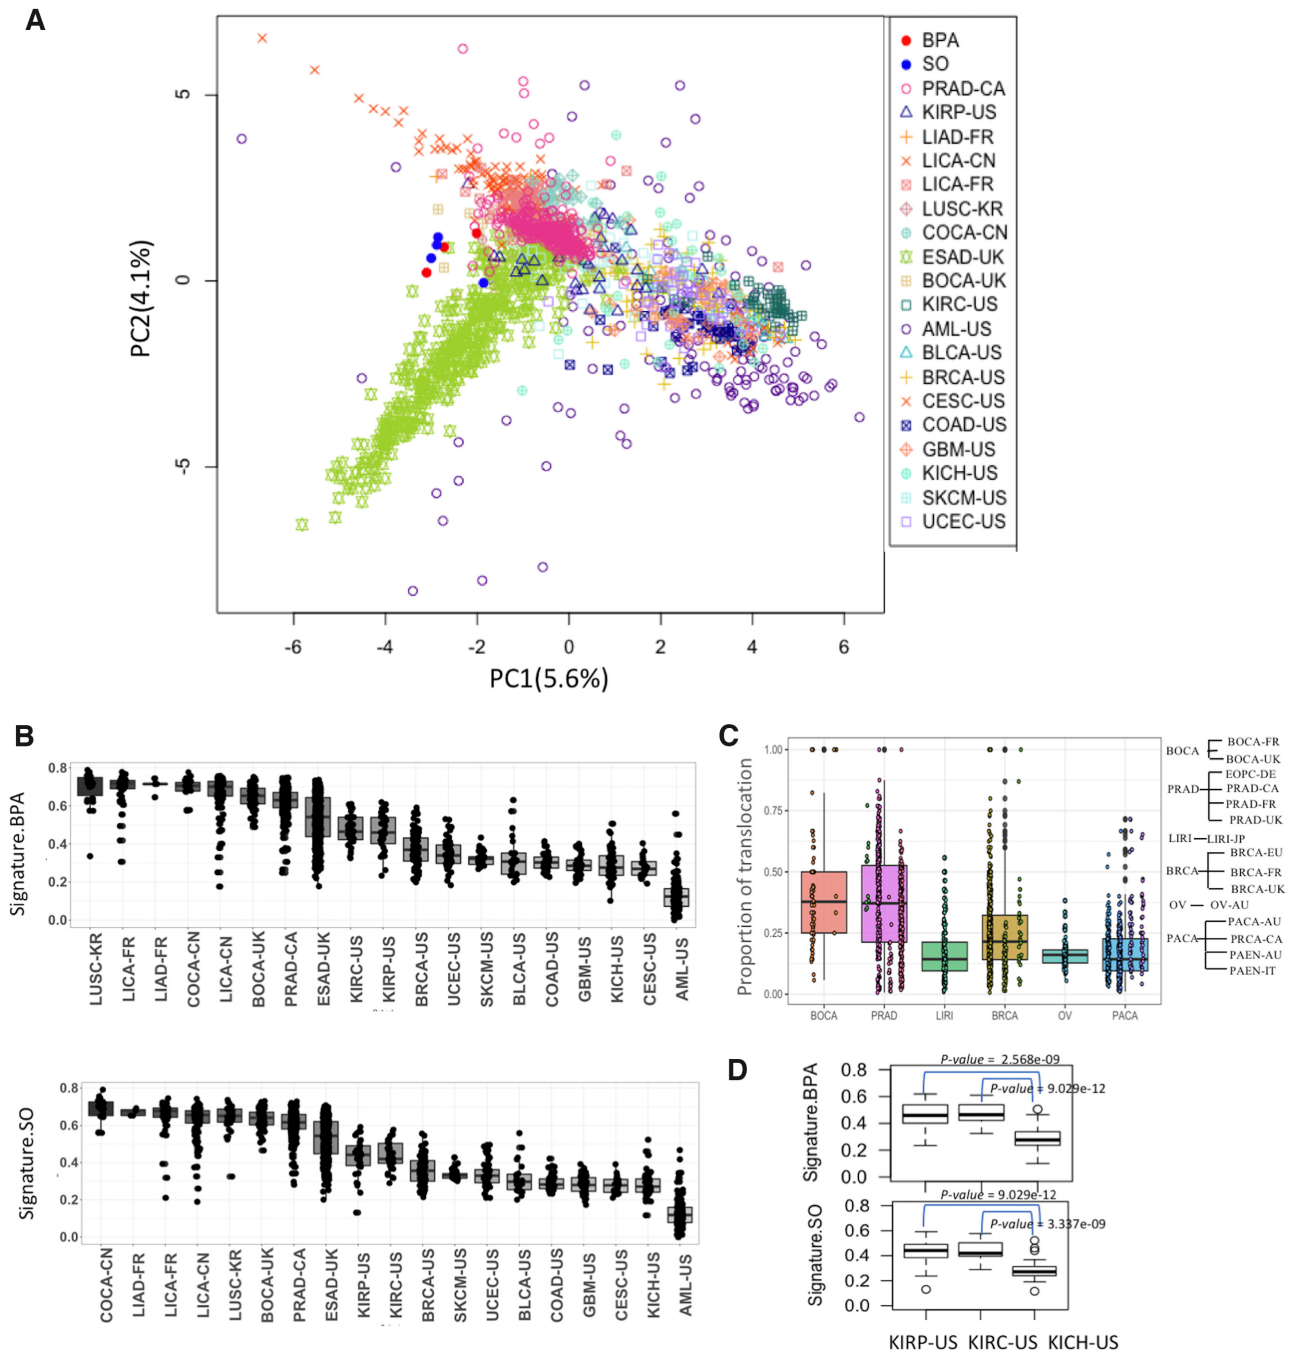 A
PC2(4.1%)
5
0
-5
-6
-4
-2
0
2
4
6
PC1(5.6%)
BPA
SO
PRAD-CA
KIRP-US
LIAD-FR
LICA-CN
LICA-FR
LUSC-KR
COCA-CN
ESAD-UK
BOCA-UK
KIRC-US
AML-US
BLCA-US
BRCA-US
CESC-US
COAD-US
GBM-US
KICH-US
SKCM-US
UCEC-US
B
Signature.BPA
0.8
0.6
0.4
0.2
0.0
LUSC-KR
LICA-FR
LIAD-FR
COCA-CN
LICA-CN
BOCA-UK
PRAD-CA
ESAD-UK
KIRC-US
KIRP-US
BRCA-US
UCEC-US
SKCM-US
BLCA-US
COAD-US
GBM-US
KICH-US
CESC-US
AML-US
Signature.SO
0.8
0.6
0.4
0.2
0.0
COCA-CN
LIAD-FR
LICA-FR
LICA-CN
LUSC-KR
BOCA-UK
PRAD-CA
ESAD-UK
KIRP-US
KIRC-US
BRCA-US
SKCM-US
UCEC-US
BLCA-US
COAD-US
GBM-US
CESC-US
KICH-US
AML-US
C
Proportion of translocation
1.00
0.75
0.50
0.25
0.00
BOCA
PRAD
LIRI
BRCA
OV
PACA
BOCA
BOCA-FR
BOCA-UK
PRAD
EOPC-DE
PRAD-CA
PRAD-FR
PRAD-UK
LIRI
LIRI-JP
BRCA
BRCA-EU
BRCA-FR
BRCA-UK
OV
OV-AU
PACA
PACA-AU
PRCA-CA
PAEN-AU
PAEN-IT
D
Signature.BPA
0.8
0.6
0.4
0.2
0.0
P-value = 2.568e-09
P-value = 9.029e-12
Signature.SO
0.8
0.6
0.4
0.2
0.0
P-value = 9.029e-12
P-value = 3.337e-09
KIRP-US KIRC-US KICH-US